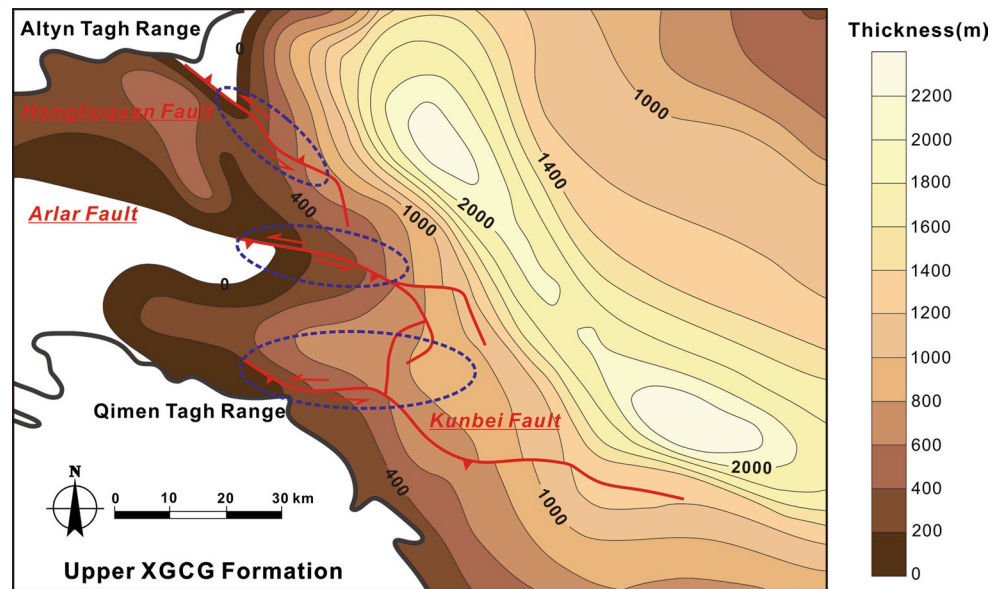 Altyn Tagh Range
0
Hongliuquan Fault
Arlar Fault
400
1000
2000
1400
1000
0
Qimen Tagh Range
Kunbei Fault
400
1000
2000
N
0 10 20 30 km
Upper XGCG Formation
Thickness(m)
2200
2000
1800
1600
1400
1200
1000
800
600
400
200
0